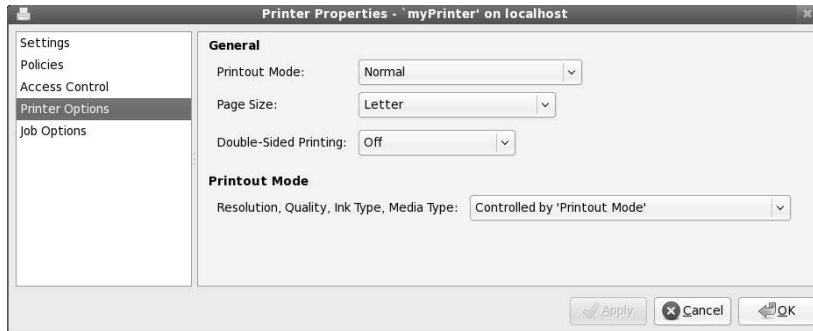 Printer Properties - `myPrinter' on localhost
Settings
Policies
Access Control
Printer Options
Job Options
General
Printout Mode: Normal
Page Size: Letter
Double-Sided Printing: Off
Printout Mode
Resolution, Quality, Ink Type, Media Type: Controlled by 'Printout Mode'
Apply Cancel OK